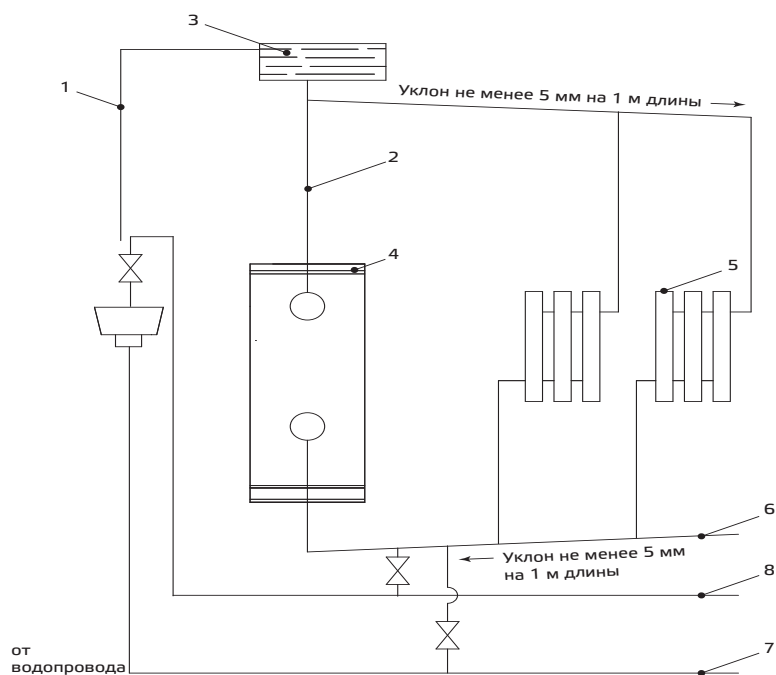 3
1
Уклон не менее 5 мм на 1 м длины
2
4
5
6
Уклон не менее 5 мм
на 1 м длины
8
от
водопровода
7